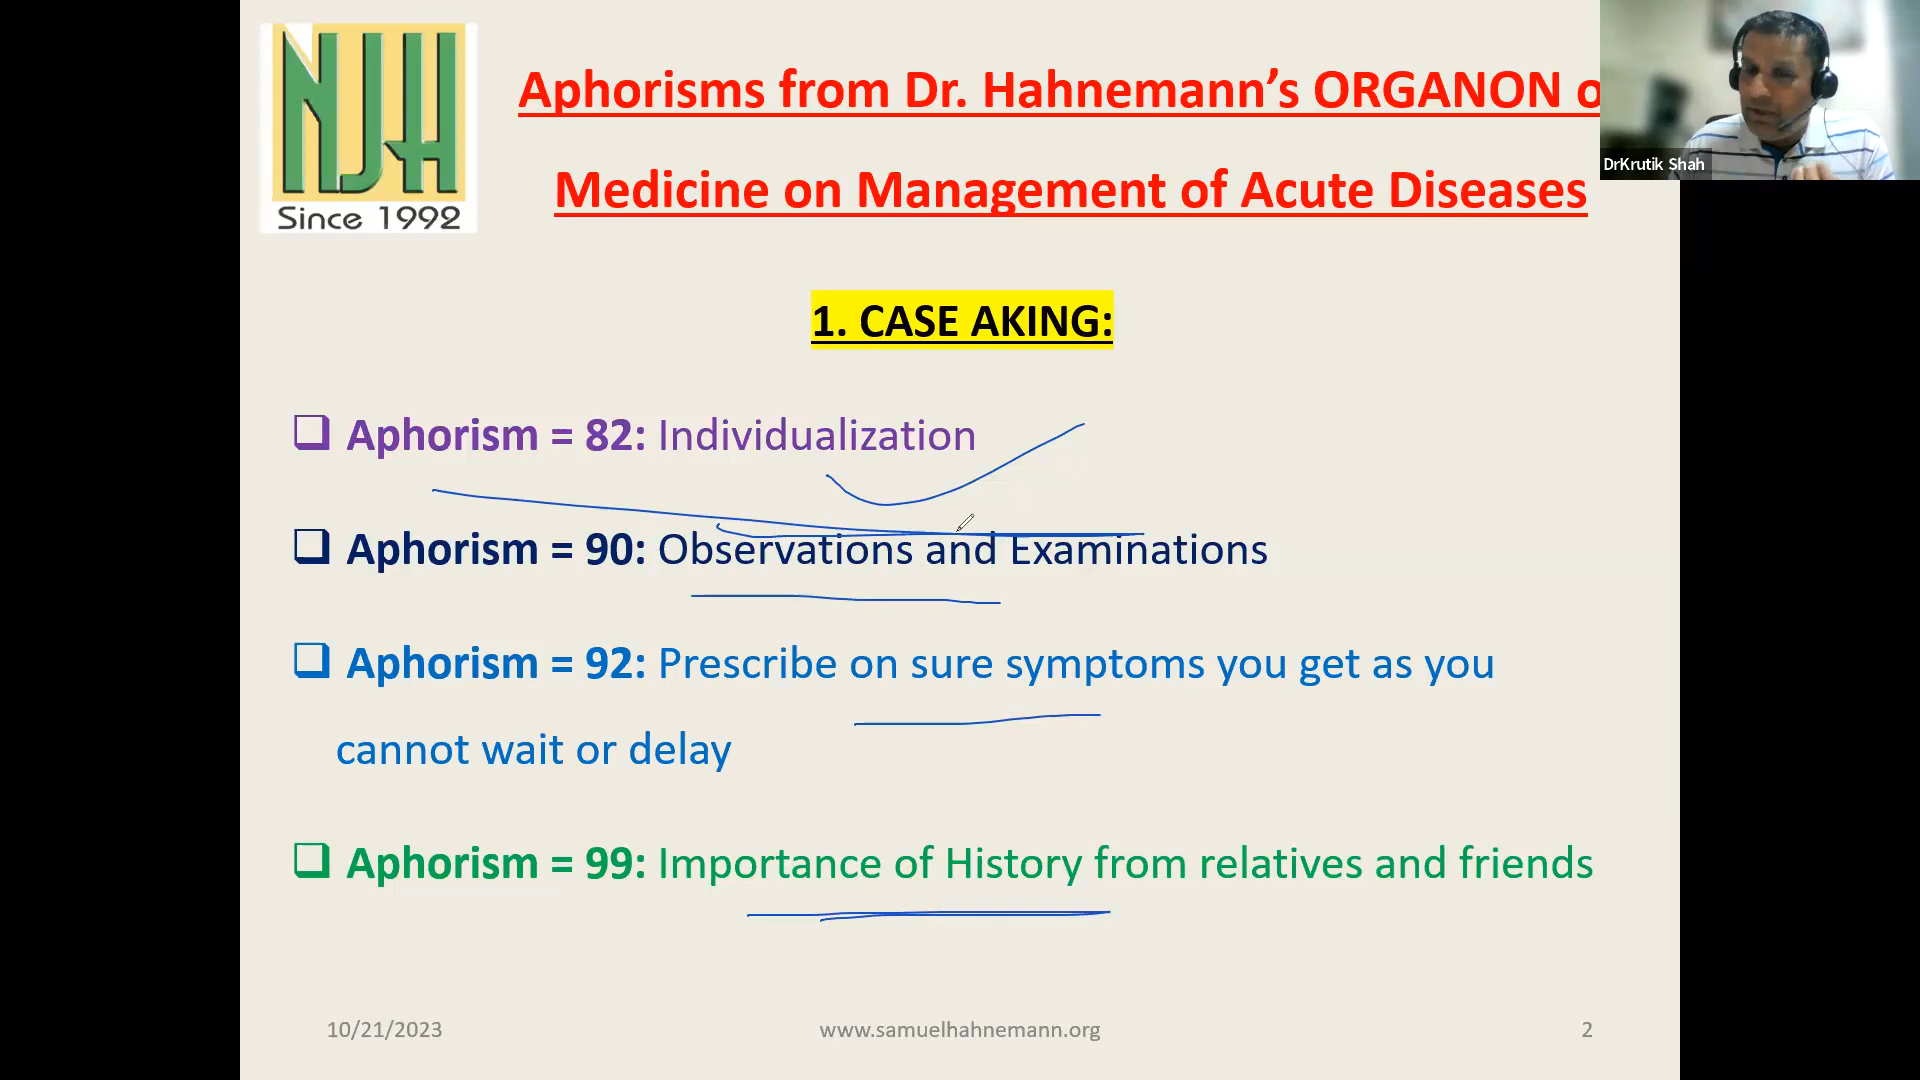 NJH
Since 1992
Aphorisms from Dr. Hahnemann’s ORGANON o
Medicine on Management of Acute Diseases
DrKrutik Shah
1. CASE AKING:
❑ Aphorism = 82: Individualization
❑ Aphorism = 90: Observations and Examinations
❑ Aphorism = 92: Prescribe on sure symptoms you get as you
cannot wait or delay
❑ Aphorism = 99: Importance of History from relatives and friends
10/21/2023 www.samuelhahnemann.org 2